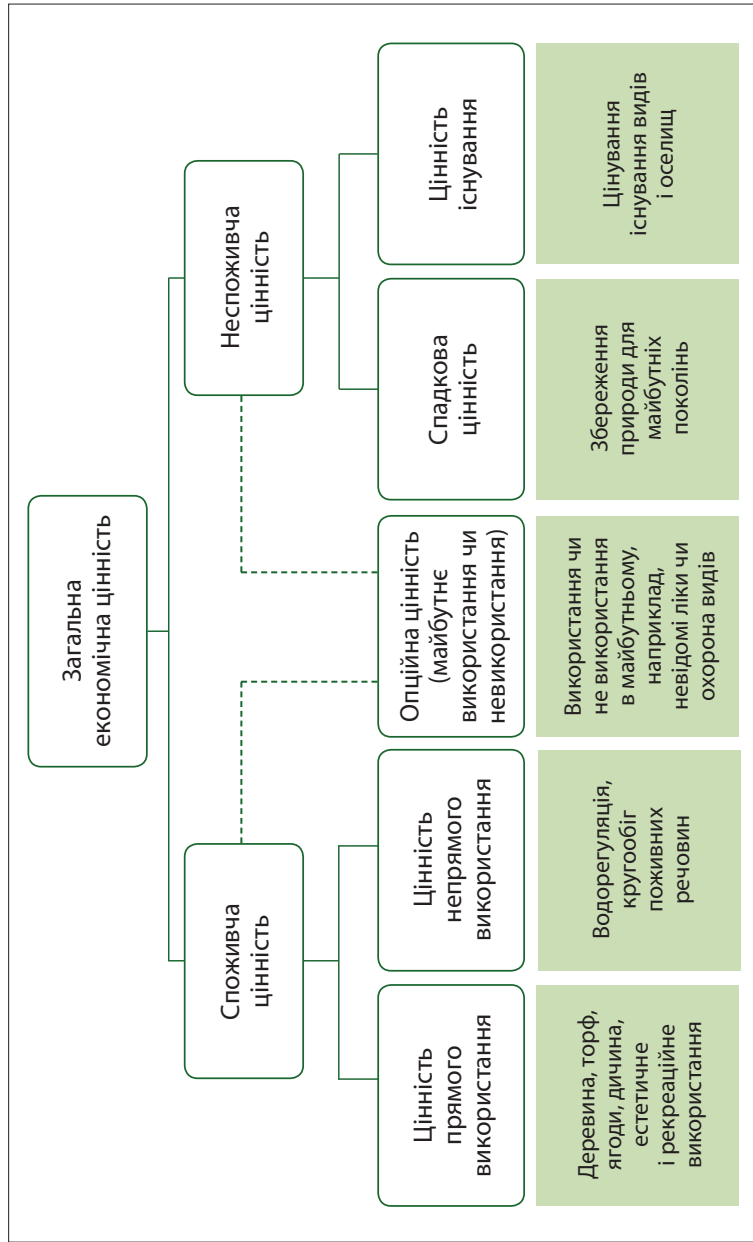 Загальна
економічна цінність
Споживча
цінність
Неспоживча
цінність
Цінність
прямого
використання
Цінність
непрямого
використання
Опційна цінність
(майбутнє
використання чи
невикористання)
Спадкова
цінність
Цінність
існування
Деревина, торф,
ягоди, дичина,
естетичне
і рекреаційне
використання
Водорегуляція,
кругообіг
поживних
речовин
Використання чи
не використання
в майбутньому,
наприклад,
невідомі ліки чи
охорона видів
Збереження
природи для
майбутніх
поколінь
Цінування
існування видів
і оселищ